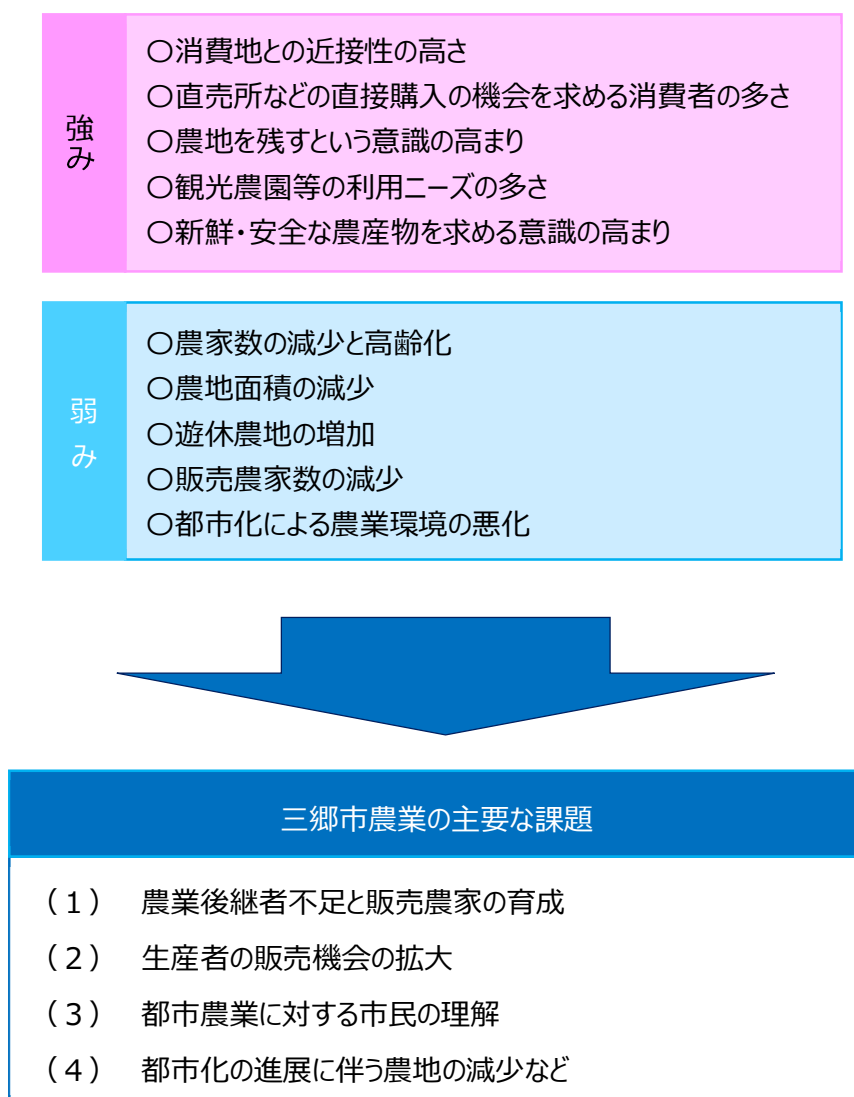 強み
○消費地との近接性の高さ
○直売所などの直接購入の機会を求める消費者の多さ
○農地を残すという意識の高まり
○観光農園等の利用ニーズの多さ
○新鮮・安全な農産物を求める意識の高まり
弱み
○農家数の減少と高齢化
○農地面積の減少
○遊休農地の増加
○販売農家数の減少
○都市化による農業環境の悪化
三郷市農業の主要な課題
（１） 農業後継者不足と販売農家の育成
（２） 生産者の販売機会の拡大
（３） 都市農業に対する市民の理解
（４） 都市化の進展に伴う農地の減少など